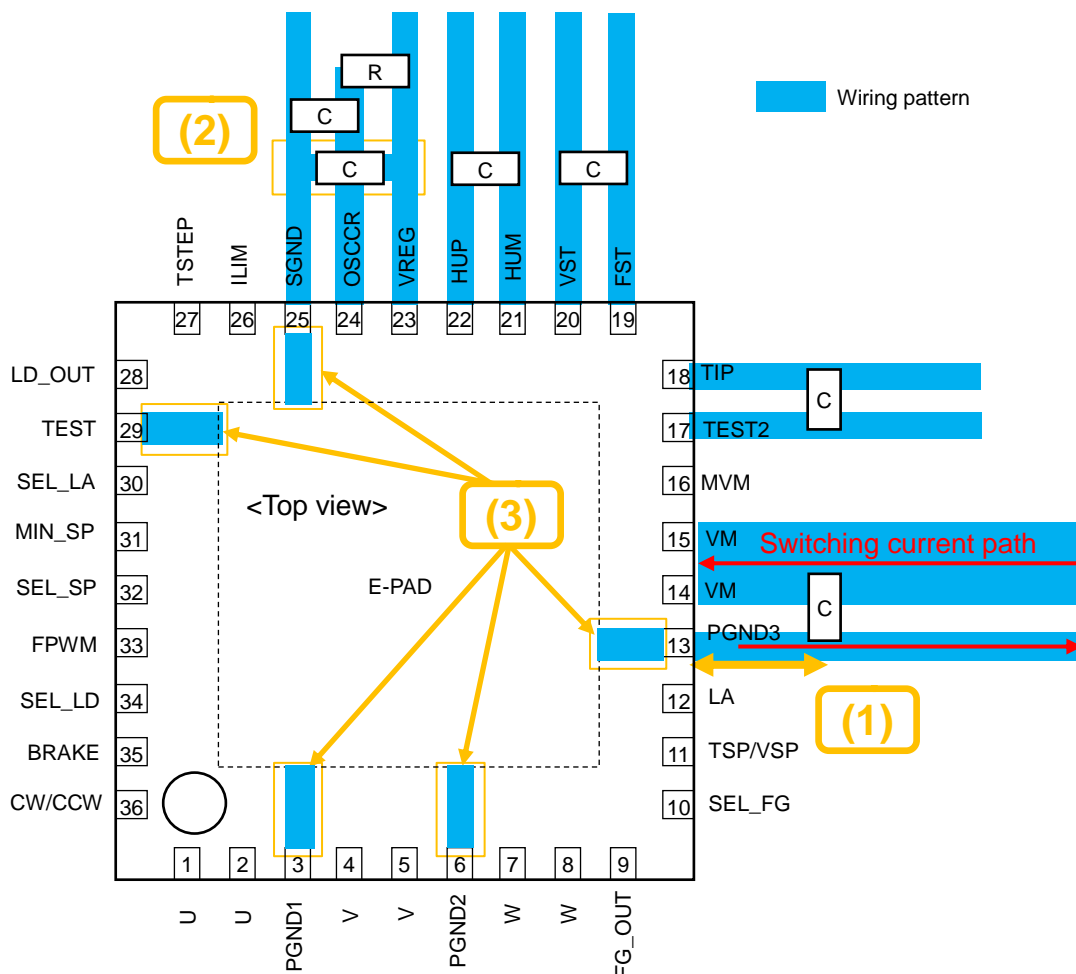 R
Wiring pattern
C
(2)
C
C
C
TSTEP
ILIM
SGND
OSCCR
VREG
HUP
HUM
VST
FST
27
26
25
24
23
22
21
20
19
LD_OUT
28
18
TIP
C
TEST
29
17
TEST2
SEL_LA
30
16
MVM
<Top view>
(3)
MIN_SP
31
15
VM
Switching current path
SEL_SP
32
E-PAD
14
VM
C
FPWM
33
13
PGND3
SEL_LD
34
12
LA
(1)
BRAKE
35
11
TSP/VSP
CW/CCW
36
10
SEL_FG
1
2
3
4
5
6
7
8
9
U
U
PGND1
V
V
PGND2
W
W
FG_OUT